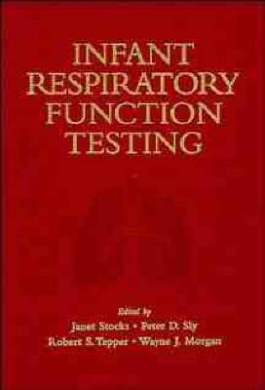 INFANT
RESPIRATORY
FUNCTION
TESTING
Edited by
Janet Stocks • Peter D. Sly
Robert S. Tepper • Wayne J. Morgan